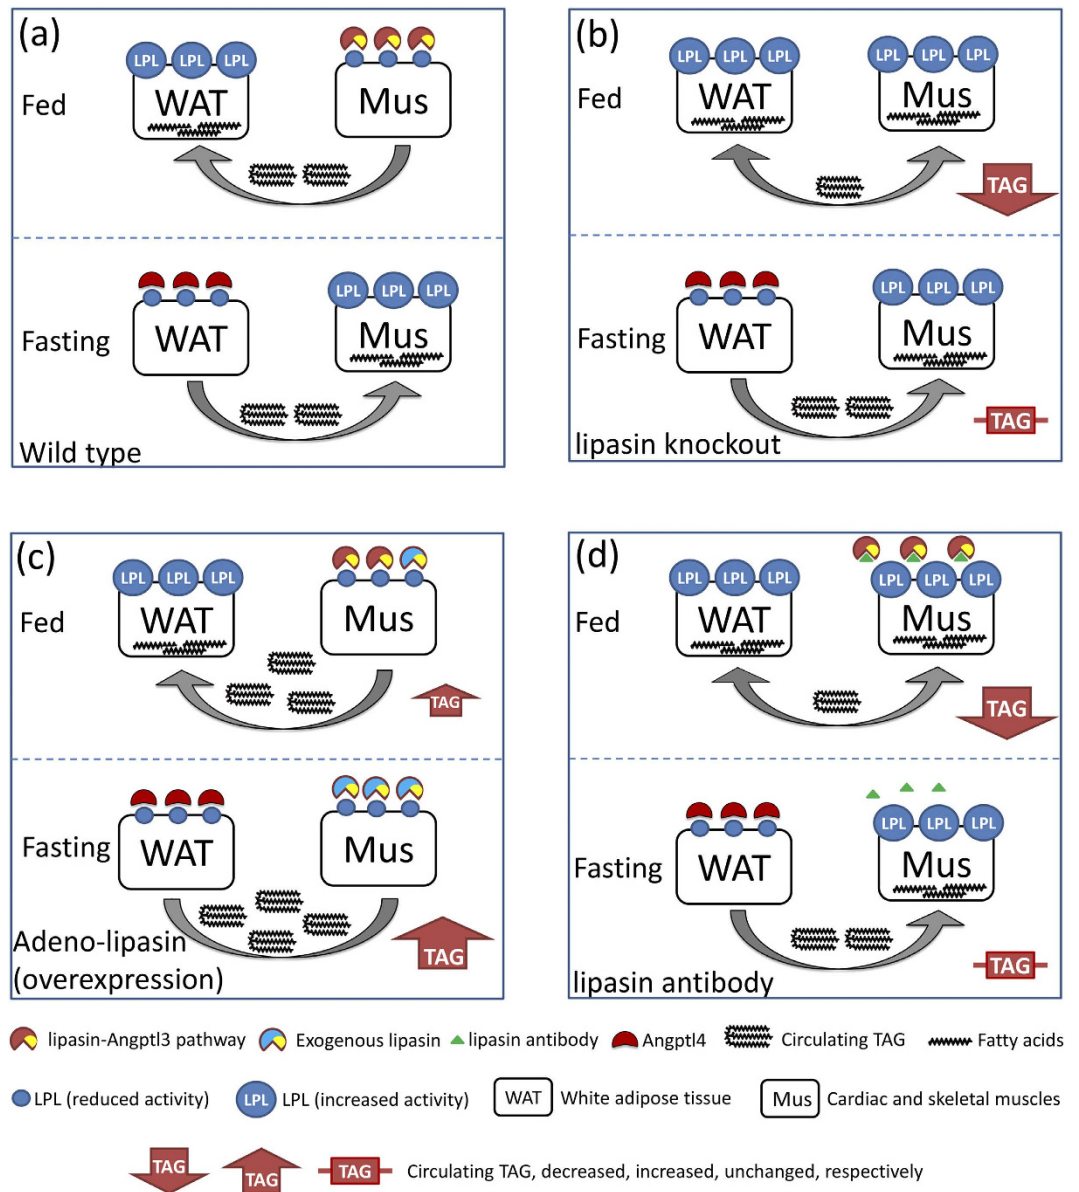 (a)
LPL LPL LPL
WAT
Mus
Fed
WAT
Fasting
LPL LPL LPL
Mus
Wild type
(b)
LPL LPL LPL
LPL LPL LPL
WAT
Mus
Fed
TAG
LPL LPL LPL
WAT
Mus
Fasting
TAG
lipasin knockout
(c)
LPL LPL LPL
WAT
Mus
Fed
TAG
WAT
Mus
Fasting
Adeno-lipasin
(overexpression)
TAG
(d)
LPL LPL LPL
LPL LPL LPL
WAT
Mus
Fed
TAG
LPL LPL LPL
WAT
Mus
Fasting
TAG
lipasin antibody
lipasin-Angptl3 pathway Exogenous lipasin lipasin antibody Angptl4 Circulating TAG Fatty acids
LPL (reduced activity) LPL LPL (increased activity) WAT White adipose tissue Mus Cardiac and skeletal muscles
TAG TAG TAG Circulating TAG, decreased, increased, unchanged, respectively